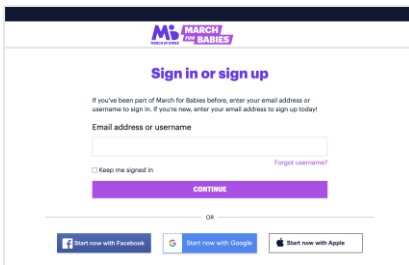 MARCH OF DIMES
MARCH
FOR BABIES
Sign in or sign up
If you've been part of March for Babies before, enter your email address or
username to sign in. If you're new, enter your email address to sign up today!
Email address or username
Forgot username?
Keep me signed in
CONTINUE
OR
Start now with Facebook
Start now with Google
Start now with Apple